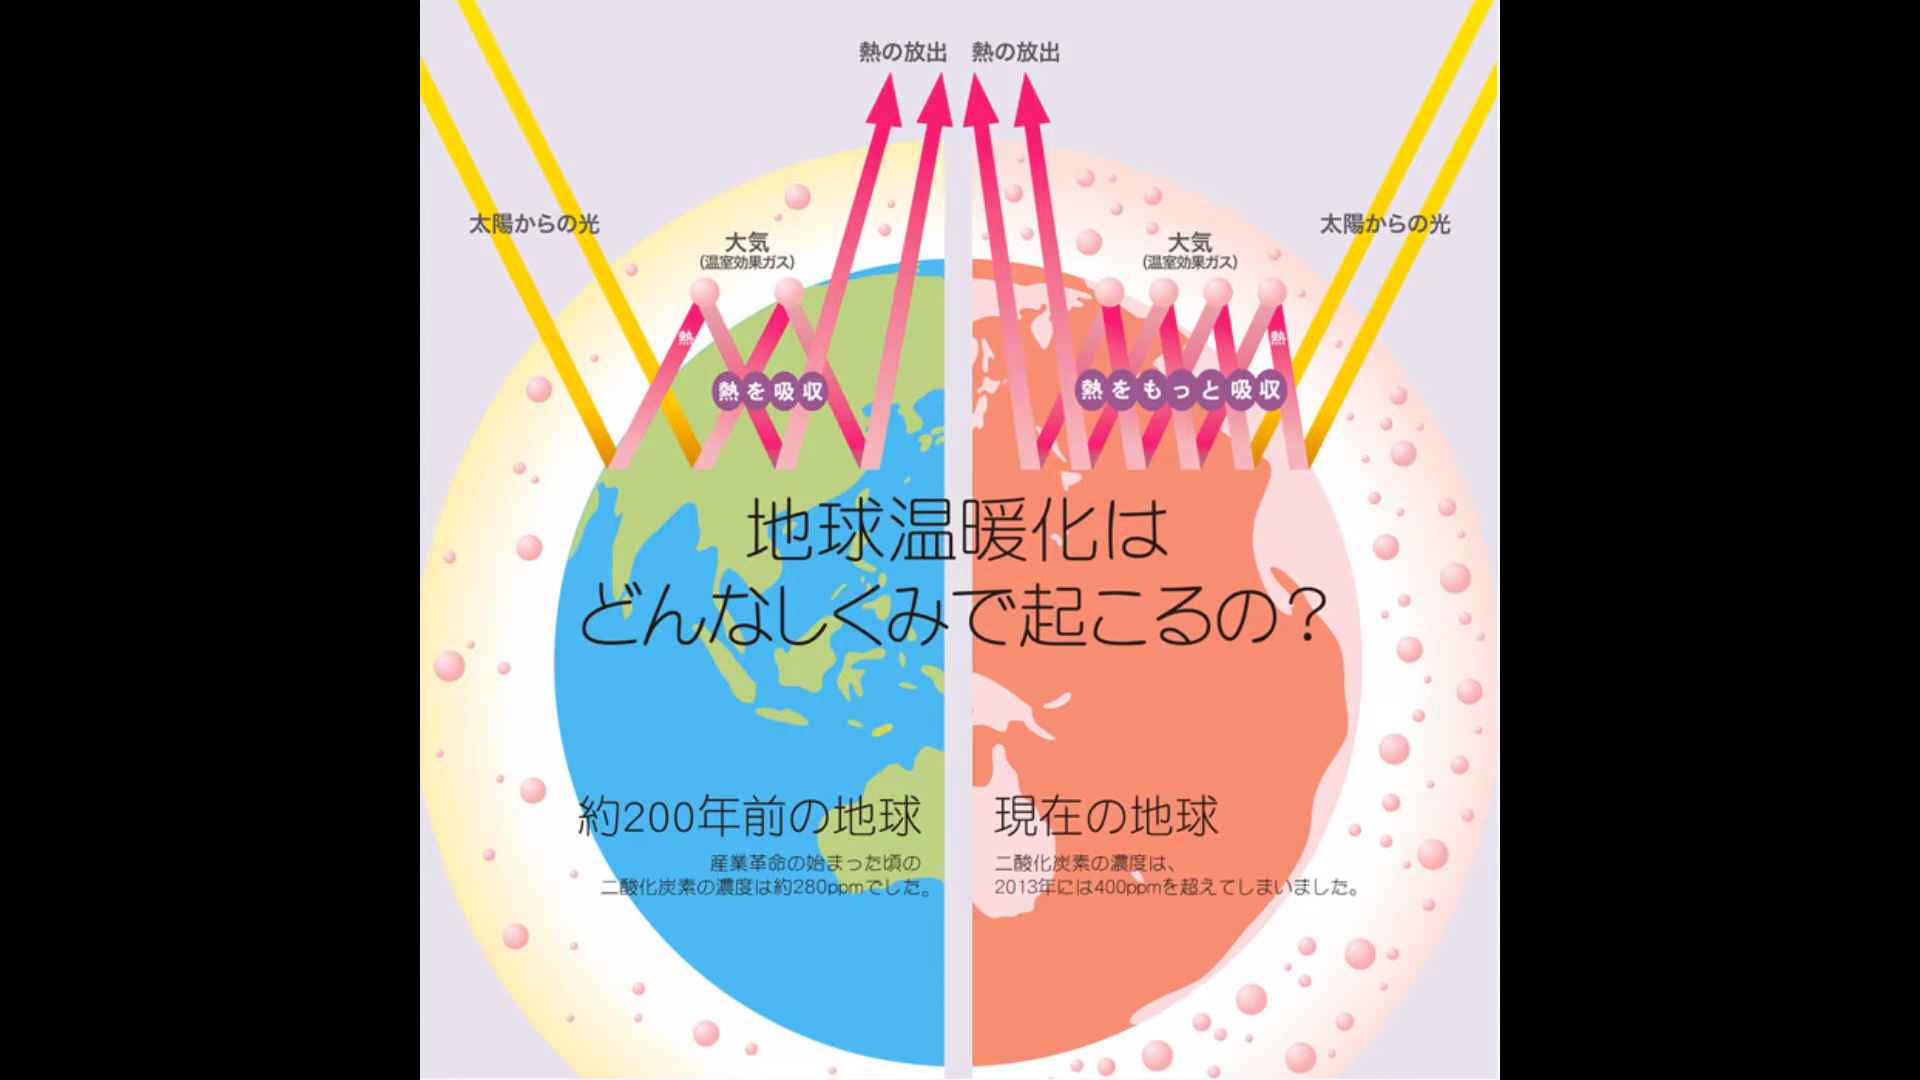 熱の放出 熱の放出
太陽からの光
大気
(温室効果ガス)
熱
熱を吸収
太陽からの光
大気
(温室効果ガス)
熱
熱をもっと吸収
地球温暖化は
どんなしくみで起こるの?
約200年前の地球
産業革命の始まった頃の
二酸化炭素の濃度は約280ppmでした。
現在の地球
二酸化炭素の濃度は、
2013年には400ppmを超えてしまいました。